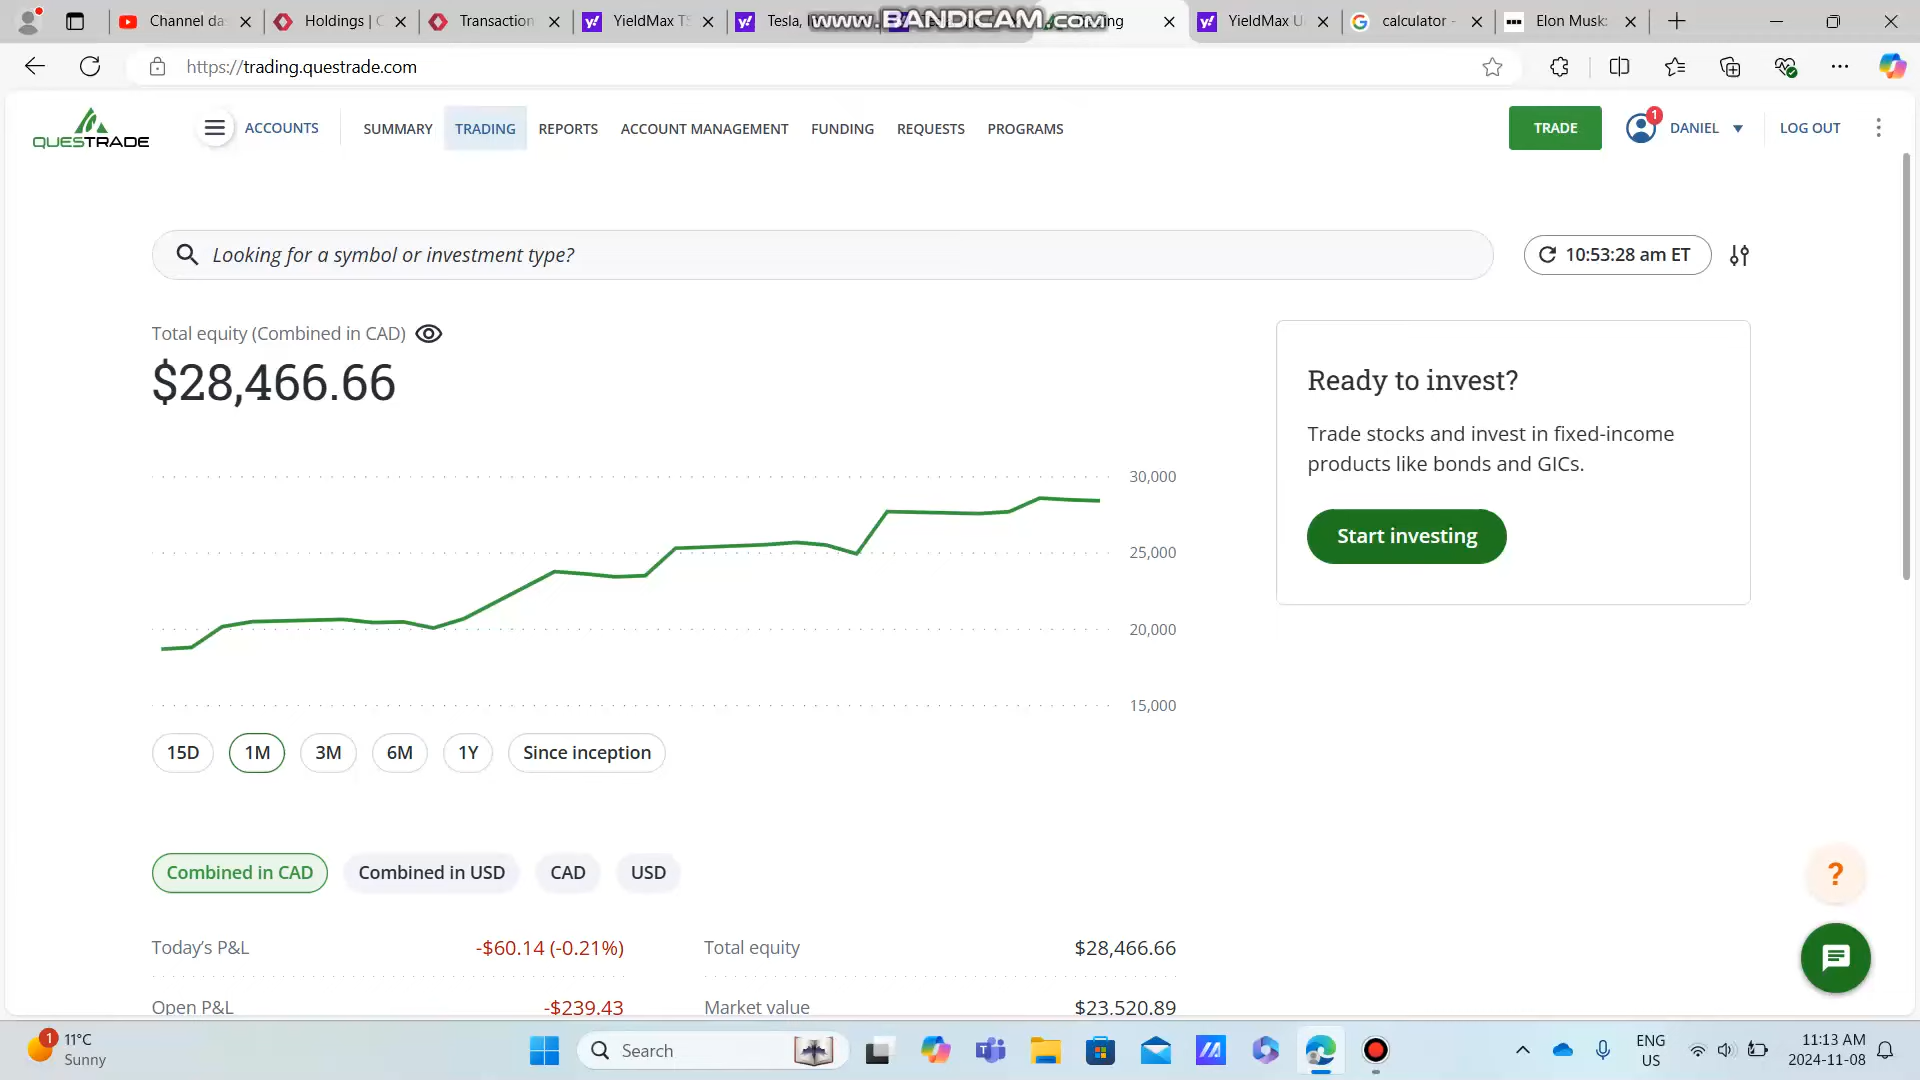 Channel da
Holdings | C
Transaction
YieldMax TS
Tesla, I
www.BANDICAM.com
YieldMax U
calculator -
Elon Musk
https://trading.questrade.com
QUESTRADE
ACCOUNTS
SUMMARY
TRADING
REPORTS
ACCOUNT MANAGEMENT
FUNDING
REQUESTS
PROGRAMS
TRADE
1
DANIEL
LOG OUT
Looking for a symbol or investment type?
10:53:28 am ET
Total equity (Combined in CAD)
$28,466.66
Ready to invest?
Trade stocks and invest in fixed-income
products like bonds and GICs.
Start investing
30,000
25,000
20,000
15,000
15D
1M
3M
6M
1Y
Since inception
Combined in CAD
Combined in USD
CAD
USD
?
Today's P&L
-$60.14 (-0.21%)
Total equity
$28,466.66
Open P&L
-$239.43
Market value
$23,520.89
1
11°C
Sunny
Search
ENG
US
11:13 AM
2024-11-08